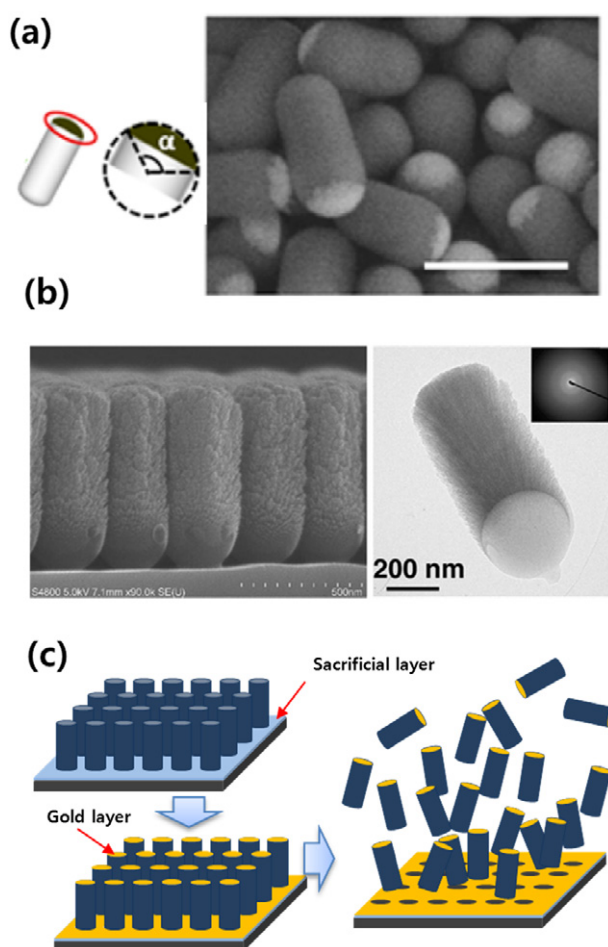 (a)
α
(b)
S4800 5.0kV 7.1mm x90.0k SE(U)
500nm
200 nm
(c)
Sacrificial layer
Gold layer